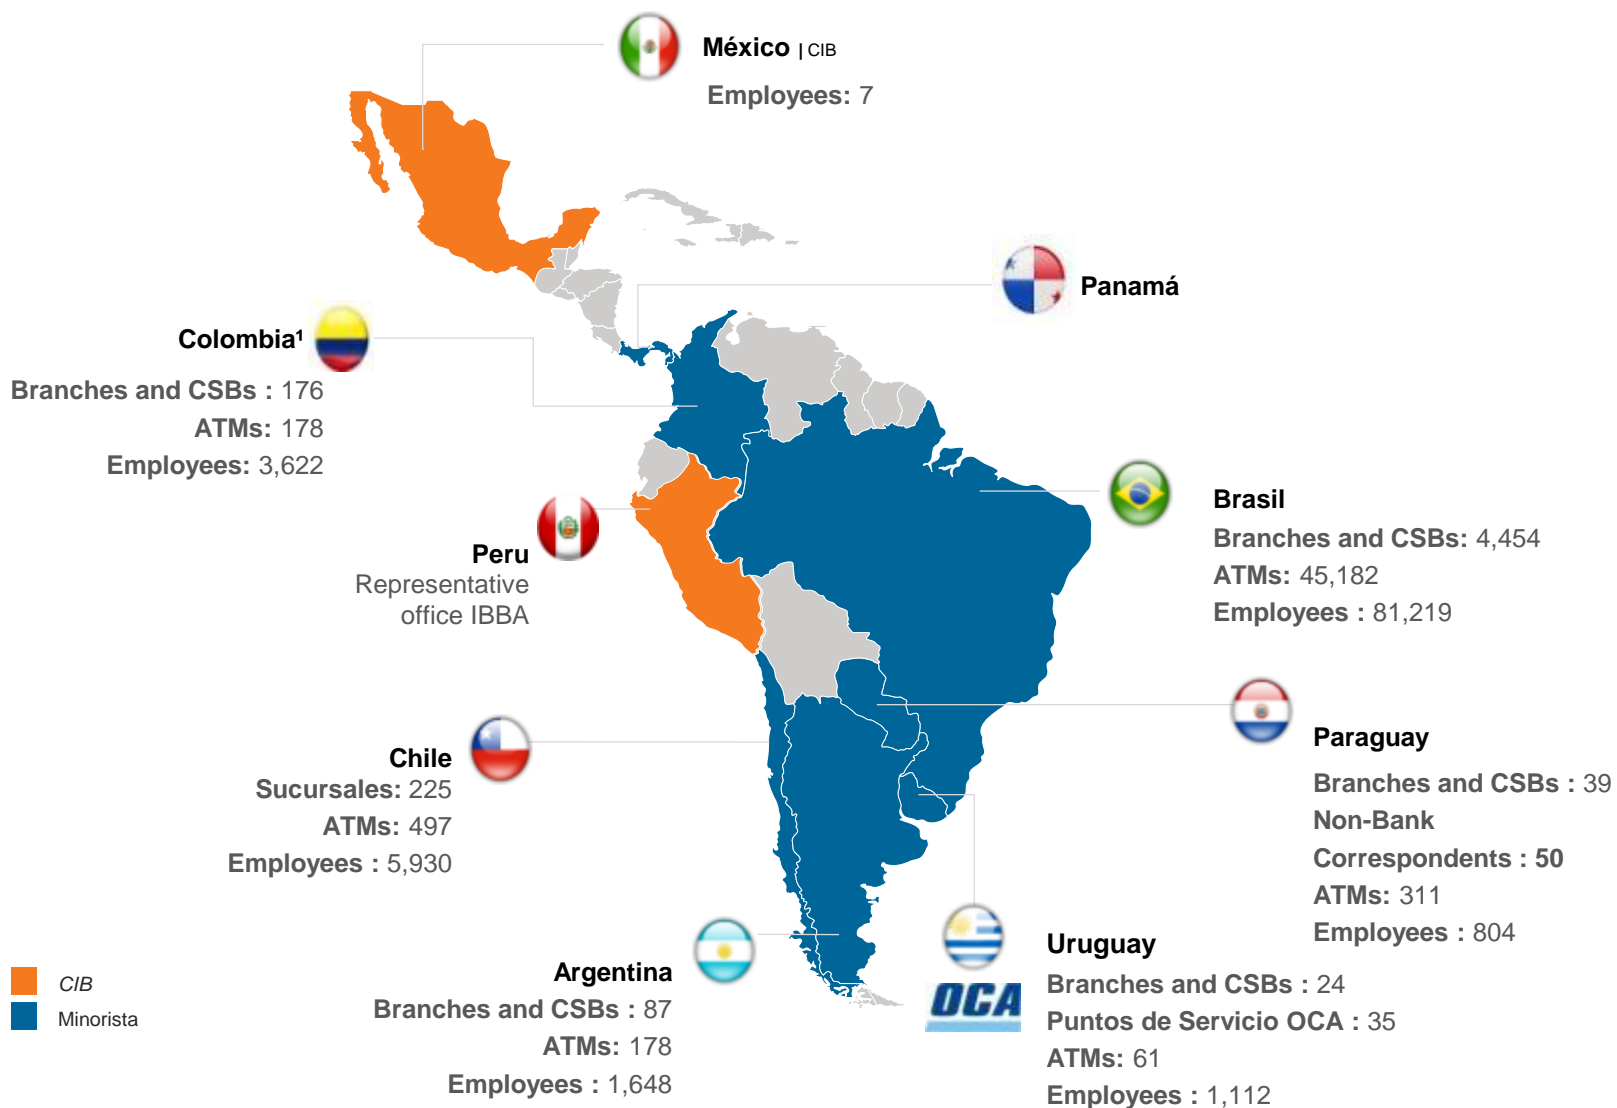 México | CIB
Employees: 7
Panamá
Colombia¹
Branches and CSBs : 176
ATMs: 178
Employees: 3,622
Brasil
Branches and CSBs: 4,454
ATMs: 45,182
Employees : 81,219
Peru
Representative
office IBBA
Paraguay
Branches and CSBs : 39
Non-Bank
Correspondents : 50
ATMs: 311
Employees : 804
Chile
Sucursales: 225
ATMs: 497
Employees : 5,930
Uruguay
OCA
Branches and CSBs : 24
Puntos de Servicio OCA : 35
ATMs: 61
Employees : 1,112
Argentina
Branches and CSBs : 87
ATMs: 178
Employees : 1,648
CIB
Minorista